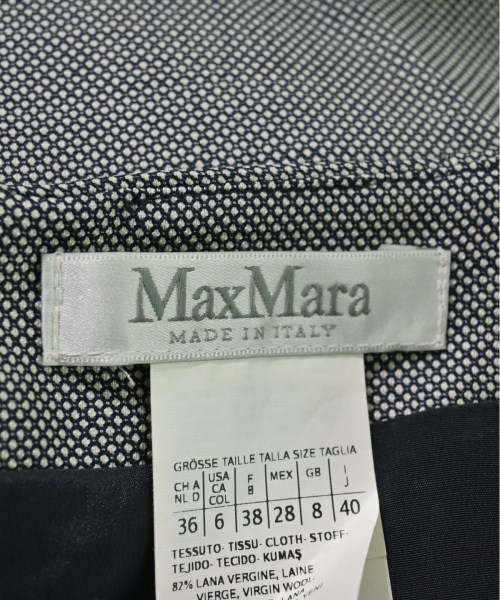 MaxMara
MADE IN ITALY
GRÖSSE TAILLE TALLA SIZE TAGLIA
CH A NL D USA CA COL F B MEX GB I J
36 6 38 28 8 40
TESSUTO- TISSU- CLOTH- STOFF-
TEJIDO- TECIDO- KUMAŞ
82% LANA VERGINE, LAINE
VIERGE, VIRGIN WOOL